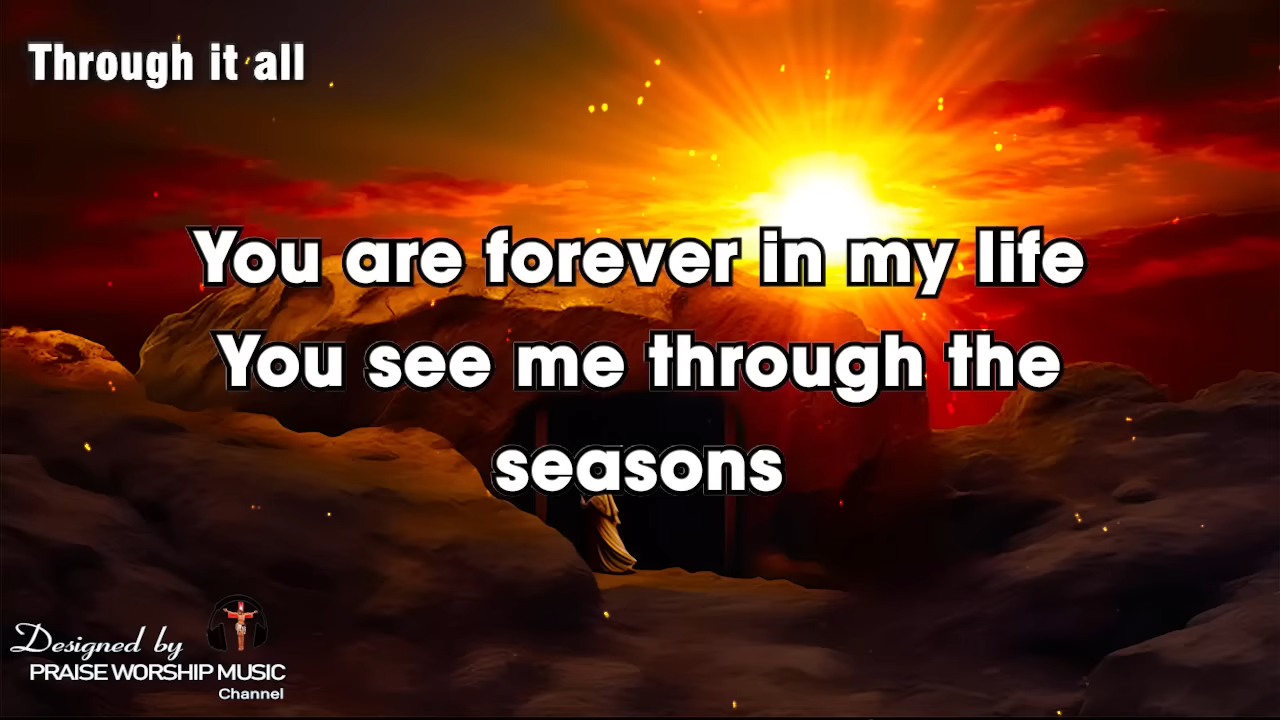 Through it all
You are forever in my life
You see me through the
seasons
Designed by
PRAISE WORSHIP MUSIC
Channel